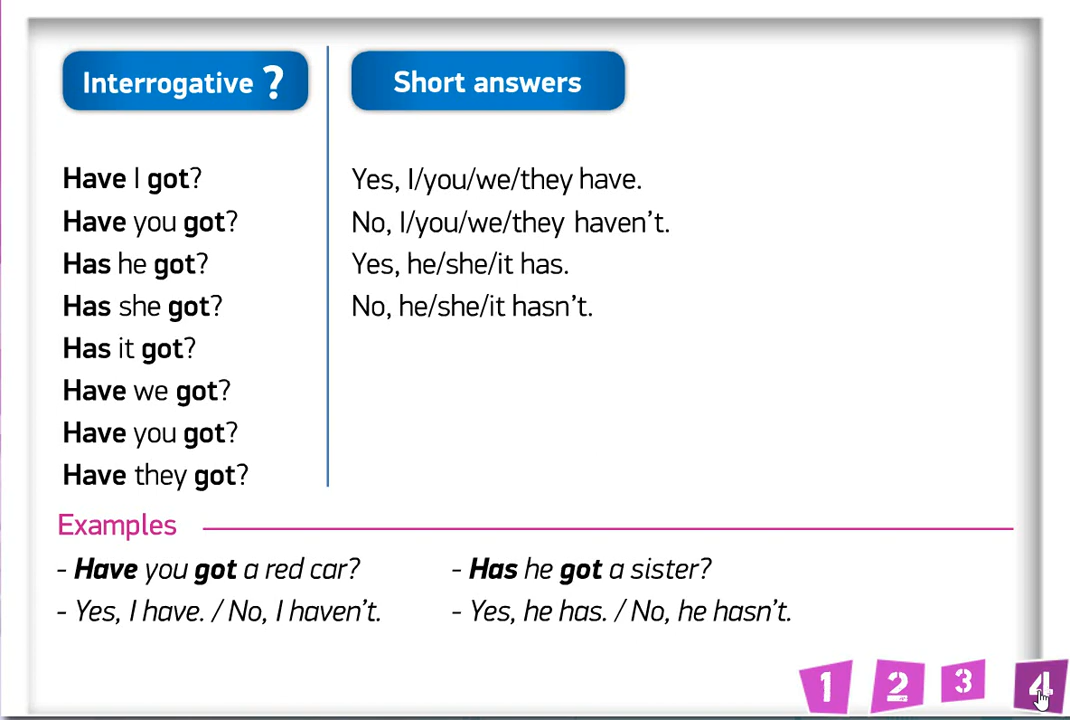 Interrogative ?
Short answers
Have I got?
Have you got?
Has he got?
Has she got?
Has it got?
Have we got?
Have you got?
Have they got?
Yes, I/you/we/they have.
No, I/you/we/they haven't.
Yes, he/she/it has.
No, he/she/it hasn't.
Examples
- Have you got a red car?
- Yes, I have. / No, I haven't.
- Has he got a sister?
- Yes, he has. / No, he hasn't.
1 2 3 4